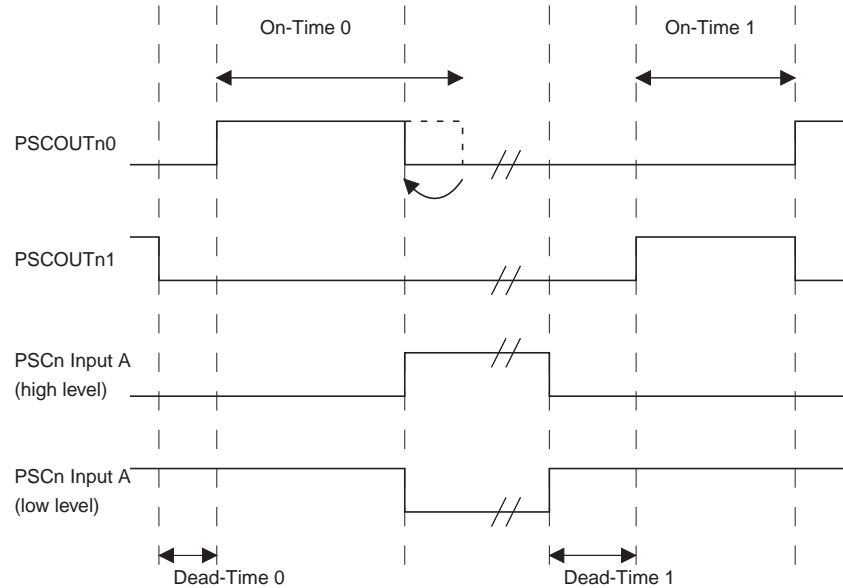 On-Time 0
On-Time 1
PSCOUTn0
PSCOUTn1
PSCn Input A
(high level)
PSCn Input A
(low level)
Dead-Time 0
Dead-Time 1